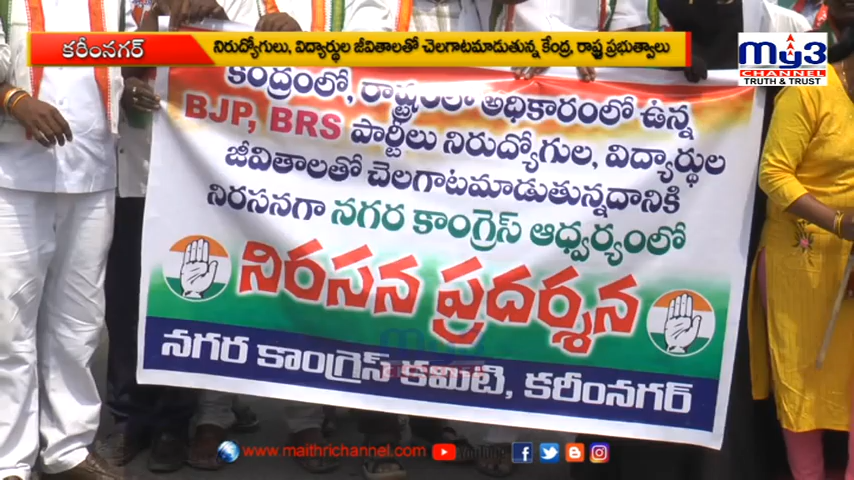 కరీంనగర్
నిరుద్యోగులు, విద్యార్థుల జీవితాలతో చెలగాటమాడుతున్న కేంద్ర, రాష్ట్ర ప్రభుత్వాలు
my3
CHANNEL
TRUTH & TRUST
కేంద్రంలో, రాష్ట్రంలో అధికారంలో ఉన్న
BJP, BRS పార్టీలు నిరుద్యోగుల, విద్యార్థుల
జీవితాలతో చెలగాటమాడుతున్నదానికి
నిరసనగా నగర కాంగ్రెస్ ఆధ్వర్యంలో
నిరసన ప్రదర్శన
నగర కాంగ్రెస్ కమిటి, కరీంనగర్
www.maithrichannel.com
YouTube